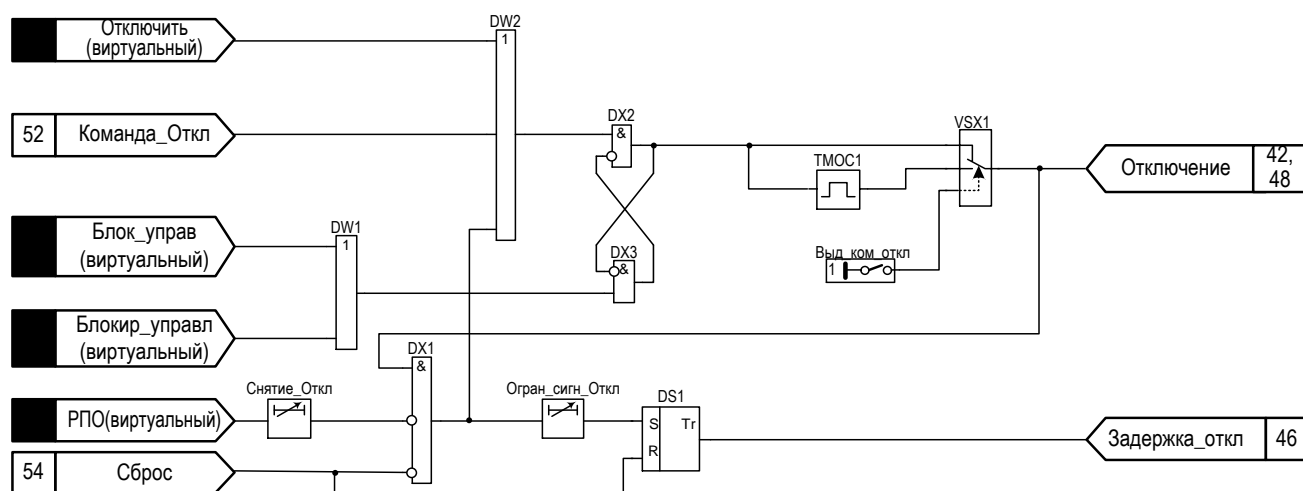 Отключить
(виртуальный)
DW2
1
52
Команда_Откл
DX2
&
VSX1
TMOC1
Отключение
42,
48
Блок_управ
(виртуальный)
DW1
1
DX3
&
Выд_ком_откл
1
Блокир_управл
(виртуальный)
DX1
&
Снятие_Откл
Огран_сигн_Откл
DS1
РПО(виртуальный)
S
Tr
R
Задержка_откл
46
54
Сброс